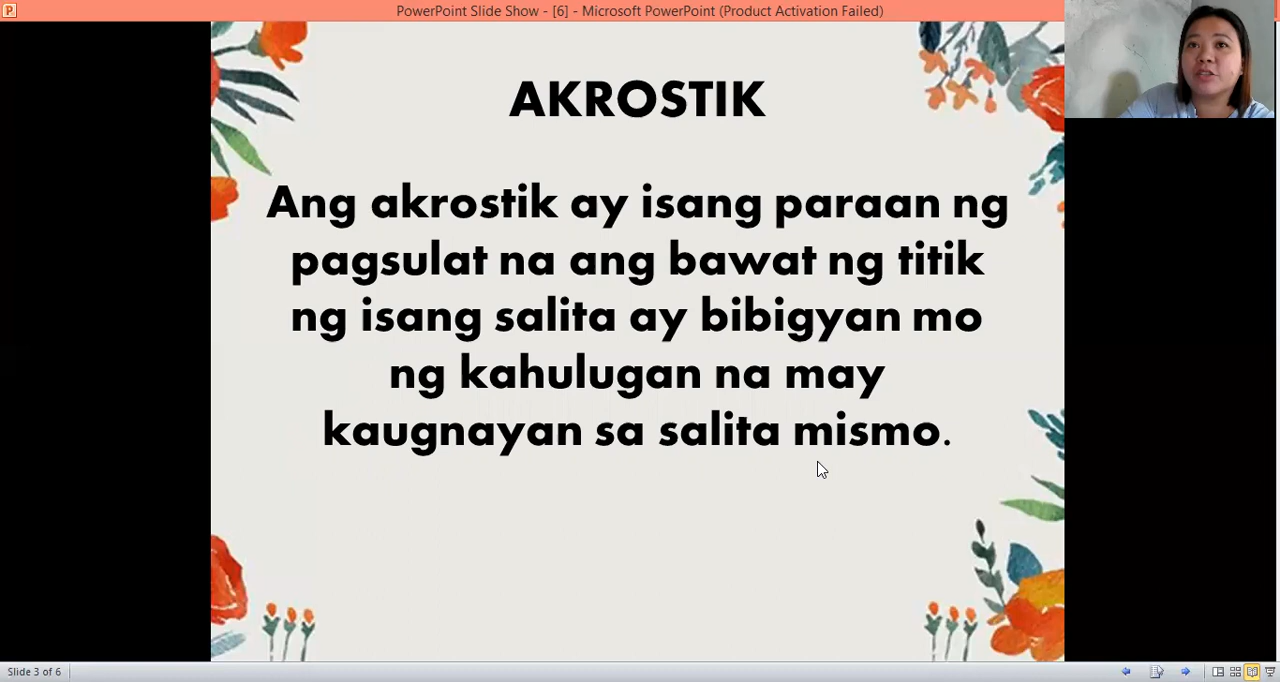 PowerPoint Slide Show - [6] - Microsoft PowerPoint (Product Activation Failed)
AKROSTIK
Ang akrostik ay isang paraan ng
pagsulat na ang bawat ng titik
ng isang salita ay bibigyan mo
ng kahulugan na may
kaugnayan sa salita mismo.
Slide 3 of 6